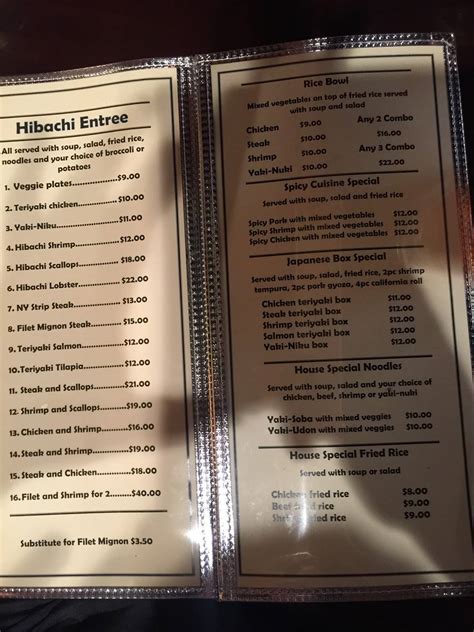 Hibachi Entree
All served with soup, salad, fried rice,
noodles and your choice of broccoli or
potatoes
1. Veggie plates...............$9.00
2. Teriyaki chicken............$10.00
3. Yaki-Niku...................$11.00
4. Hibachi Shrimp............$12.00
5. Hibachi Scallops..........$18.00
6. Hibachi Lobster..........$22.00
7. NY Strip Steak...........$13.00
8. Filet Mignon Steak.......$15.00
9. Teriyaki Salmon..........$12.00
10.Teriyaki Tilapia..........$10.00
11. Steak and Scallops.......$21.00
12. Shrimp and Scallops......$19.00
13. Chicken and Shrimp.......$16.00
14. Steak and Shrimp........$19.00
15. Steak and Chicken........$18.00
16. Filet and Shrimp for 2........$40.00
Substitute for Filet Mignon $3.50
Rice Bowl
Mixed vegetables on top of fried rice served
with soup and salad
Chicken $9.00 Any 2 Combo
Steak $10.00 $16.00
Shrimp $10.00 Any 3 Combo
Yaki-Nuki $10.00 $22.00
Spicy Cuisine Special
Served with soup, salad and fried rice
Spicy Pork with mixed vegetables $12.00
Spicy Shrimp with mixed vegetables $12.00
Spicy Chicken with mixed vegetables $12.00
Japanese Box Special
Served with soup, salad, fried rice, 2pc shrimp
tempura, 2pc pork gyoza, 4pc california roll
Chicken teriyaki box $11.00
Steak teriyaki box $12.00
Shrimp teriyaki box $12.00
Salmon teriyaki box $12.00
Yaki-Niku box $12.00
House Special Noodles
Served with soup, salad and your choice of
chicken, beef, shrimp or yaki-nuki
Yaki-Soba with mixed veggies $10.00
Yaki-Udon with mixed veggies $10.00
House Special Fried Rice
Served with soup or salad
Chicken fried rice $8.00
Beef fried rice $9.00
Shrimp fried rice $9.00